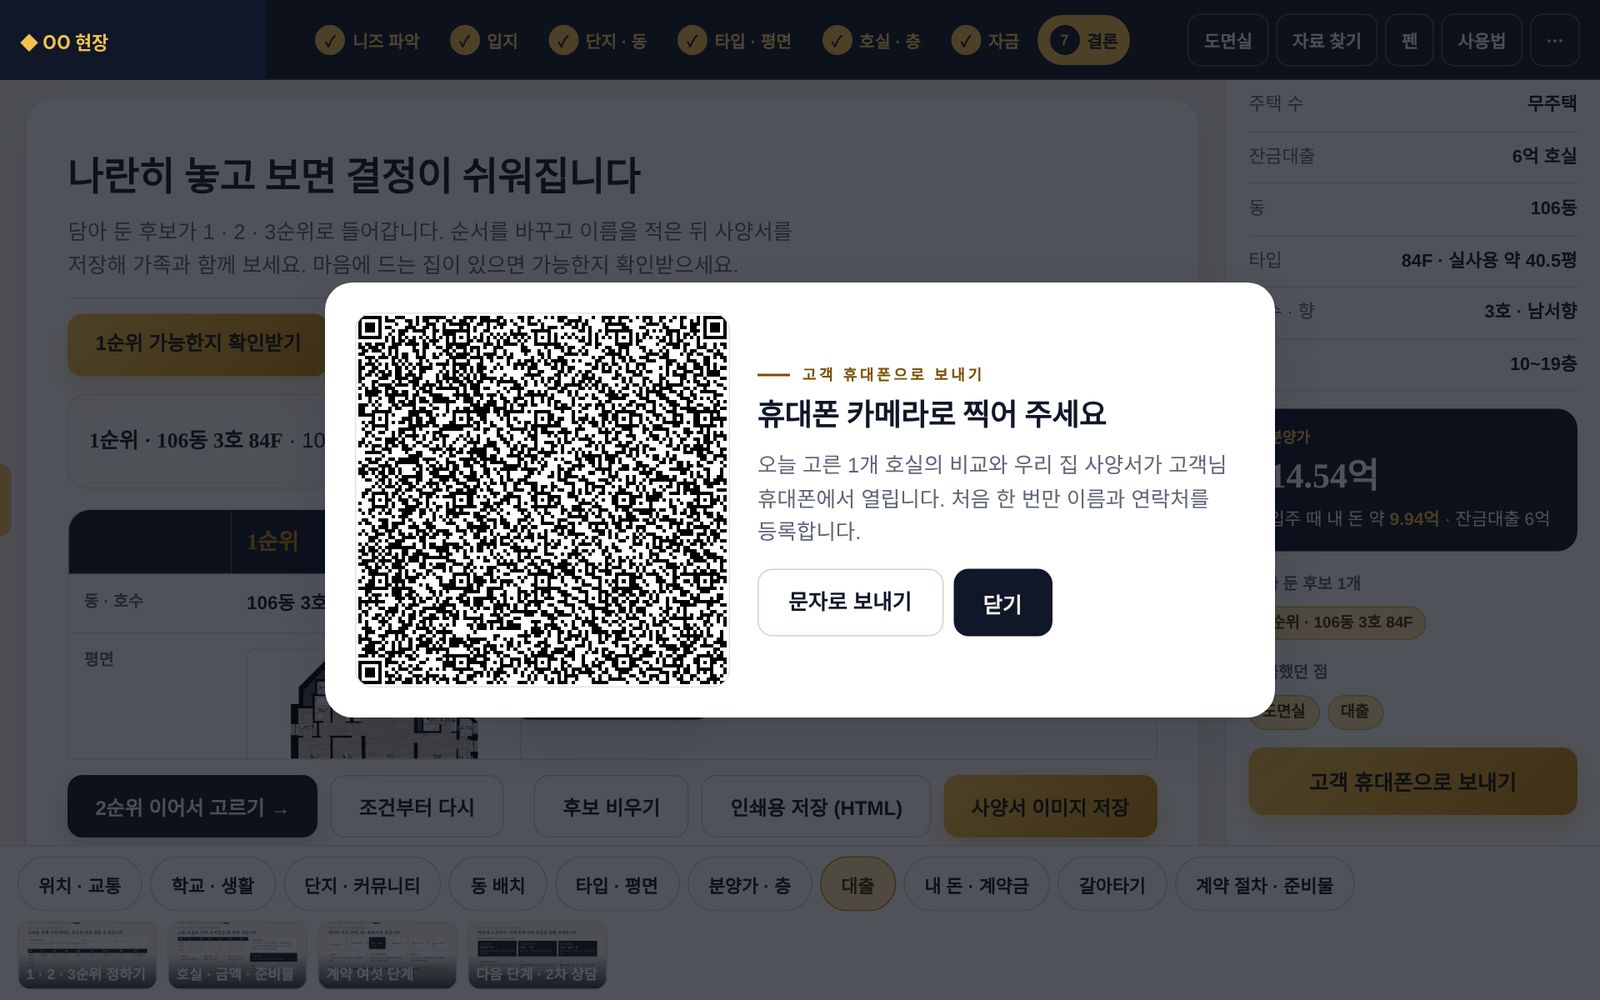 ◆ OO 현장
✓ 니즈 파악
✓ 입지
✓ 단지 · 동
✓ 타입 · 평면
✓ 호실 · 층
✓ 자금
7 결론
도면실
자료 찾기
펜
사용법
···
나란히 놓고 보면 결정이 쉬워집니다
담아 둔 후보가 1 · 2 · 3순위로 들어갑니다. 순서를 바꾸고 이름을 적은 뒤 사양서를
저장해 가족과 함께 보세요. 마음에 드는 집이 있으면 가능한지 확인받으세요.
1순위 가능한지 확인받기
1순위 · 106동 3호 84F · 10
1순위
동 · 호수
106동 3호
평면
고객 휴대폰으로 보내기
휴대폰 카메라로 찍어 주세요
오늘 고른 1개 호실의 비교와 우리 집 사양서가 고객님
휴대폰에서 열립니다. 처음 한 번만 이름과 연락처를
등록합니다.
문자로 보내기
닫기
2순위 이어서 고르기 →
조건부터 다시
후보 비우기
인쇄용 저장 (HTML)
사양서 이미지 저장
주택 수 무주택
잔금대출 6억 호실
동 106동
타입 84F · 실사용 약 40.5평
· 향 3호 · 남서향
10~19층
분양가
14.54억
입주 때 내 돈 약 9.94억 · 잔금대출 6억
둔 후보 1개
순위 · 106동 3호 84F
했던 점
도면실
대출
고객 휴대폰으로 보내기
위치 · 교통
학교 · 생활
단지 · 커뮤니티
동 배치
타입 · 평면
분양가 · 층
대출
내 돈 · 계약금
갈아타기
계약 절차 · 준비물
1 · 2 · 3순위 정하기
호실 · 금액 · 준비물
계약 여섯 단계
다음 단계 · 2차 상담